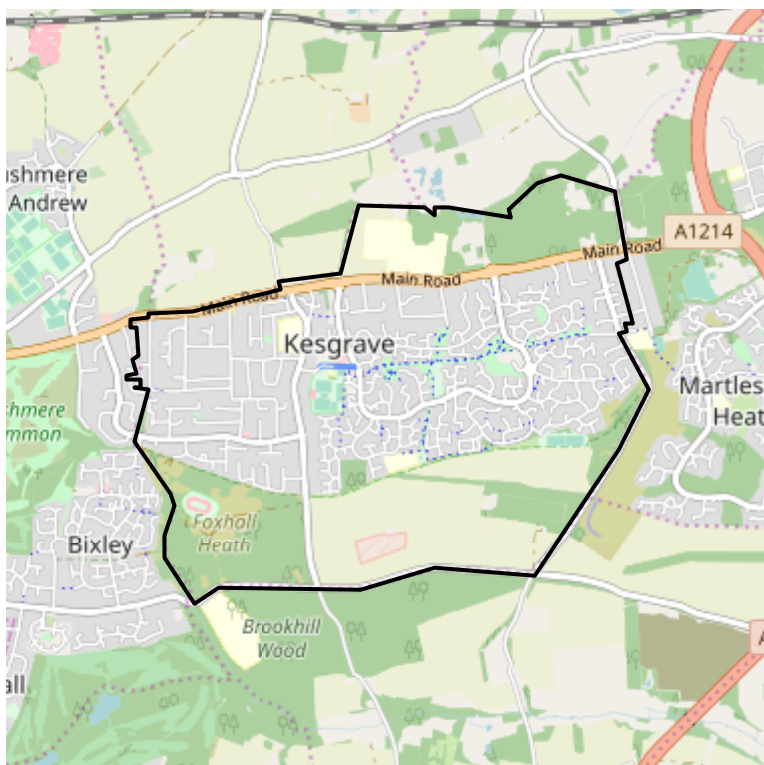 ushmere
Andrew
A1214
Main Road
Main Road
Main Road
Kesgrave
Martles
Heat
shmere
mmon
Foxhall
Heath
Bixley
Brookhill
Wood
all
A